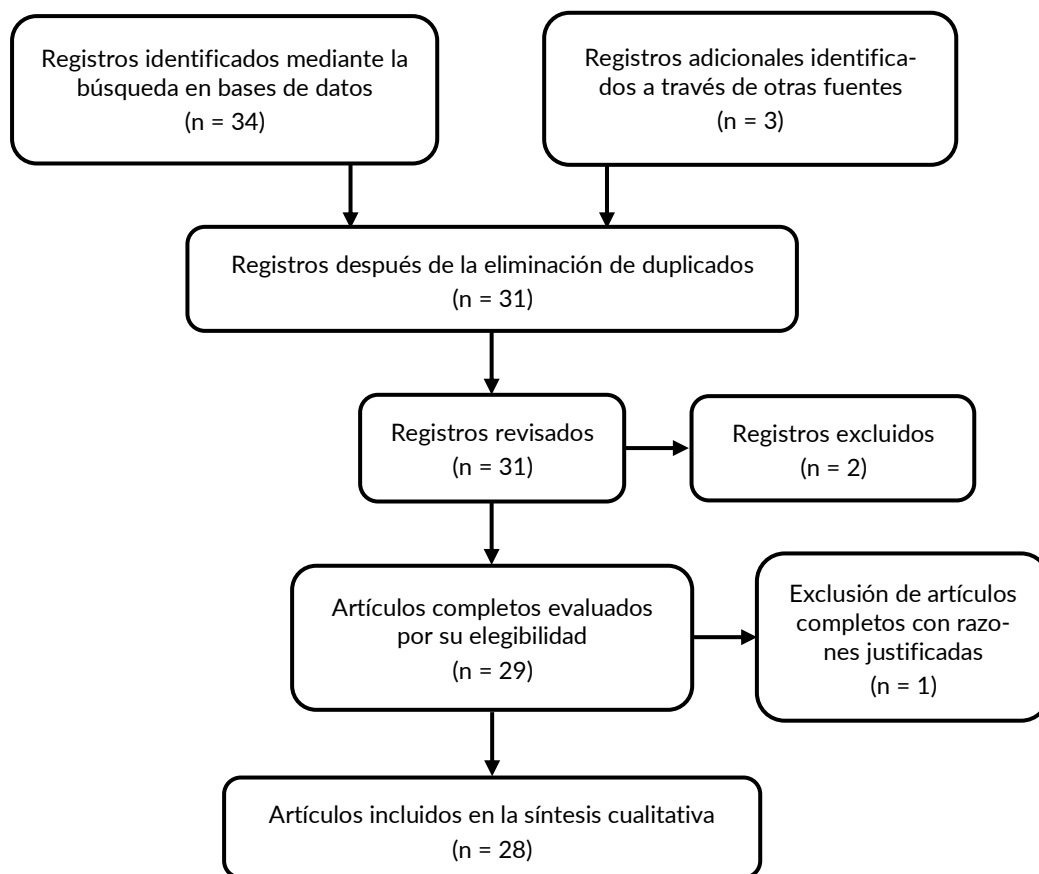 Registros identificados mediante la
búsqueda en bases de datos
(n = 34)
Registros adicionales identifica-
dos a través de otras fuentes
(n = 3)
Registros después de la eliminación de duplicados
(n = 31)
Registros revisados
(n = 31)
Registros excluidos
(n = 2)
Artículos completos evaluados
por su elegibilidad
(n = 29)
Exclusión de artículos
completos con razo-
nes justificadas
(n = 1)
Artículos incluidos en la síntesis cualitativa
(n = 28)